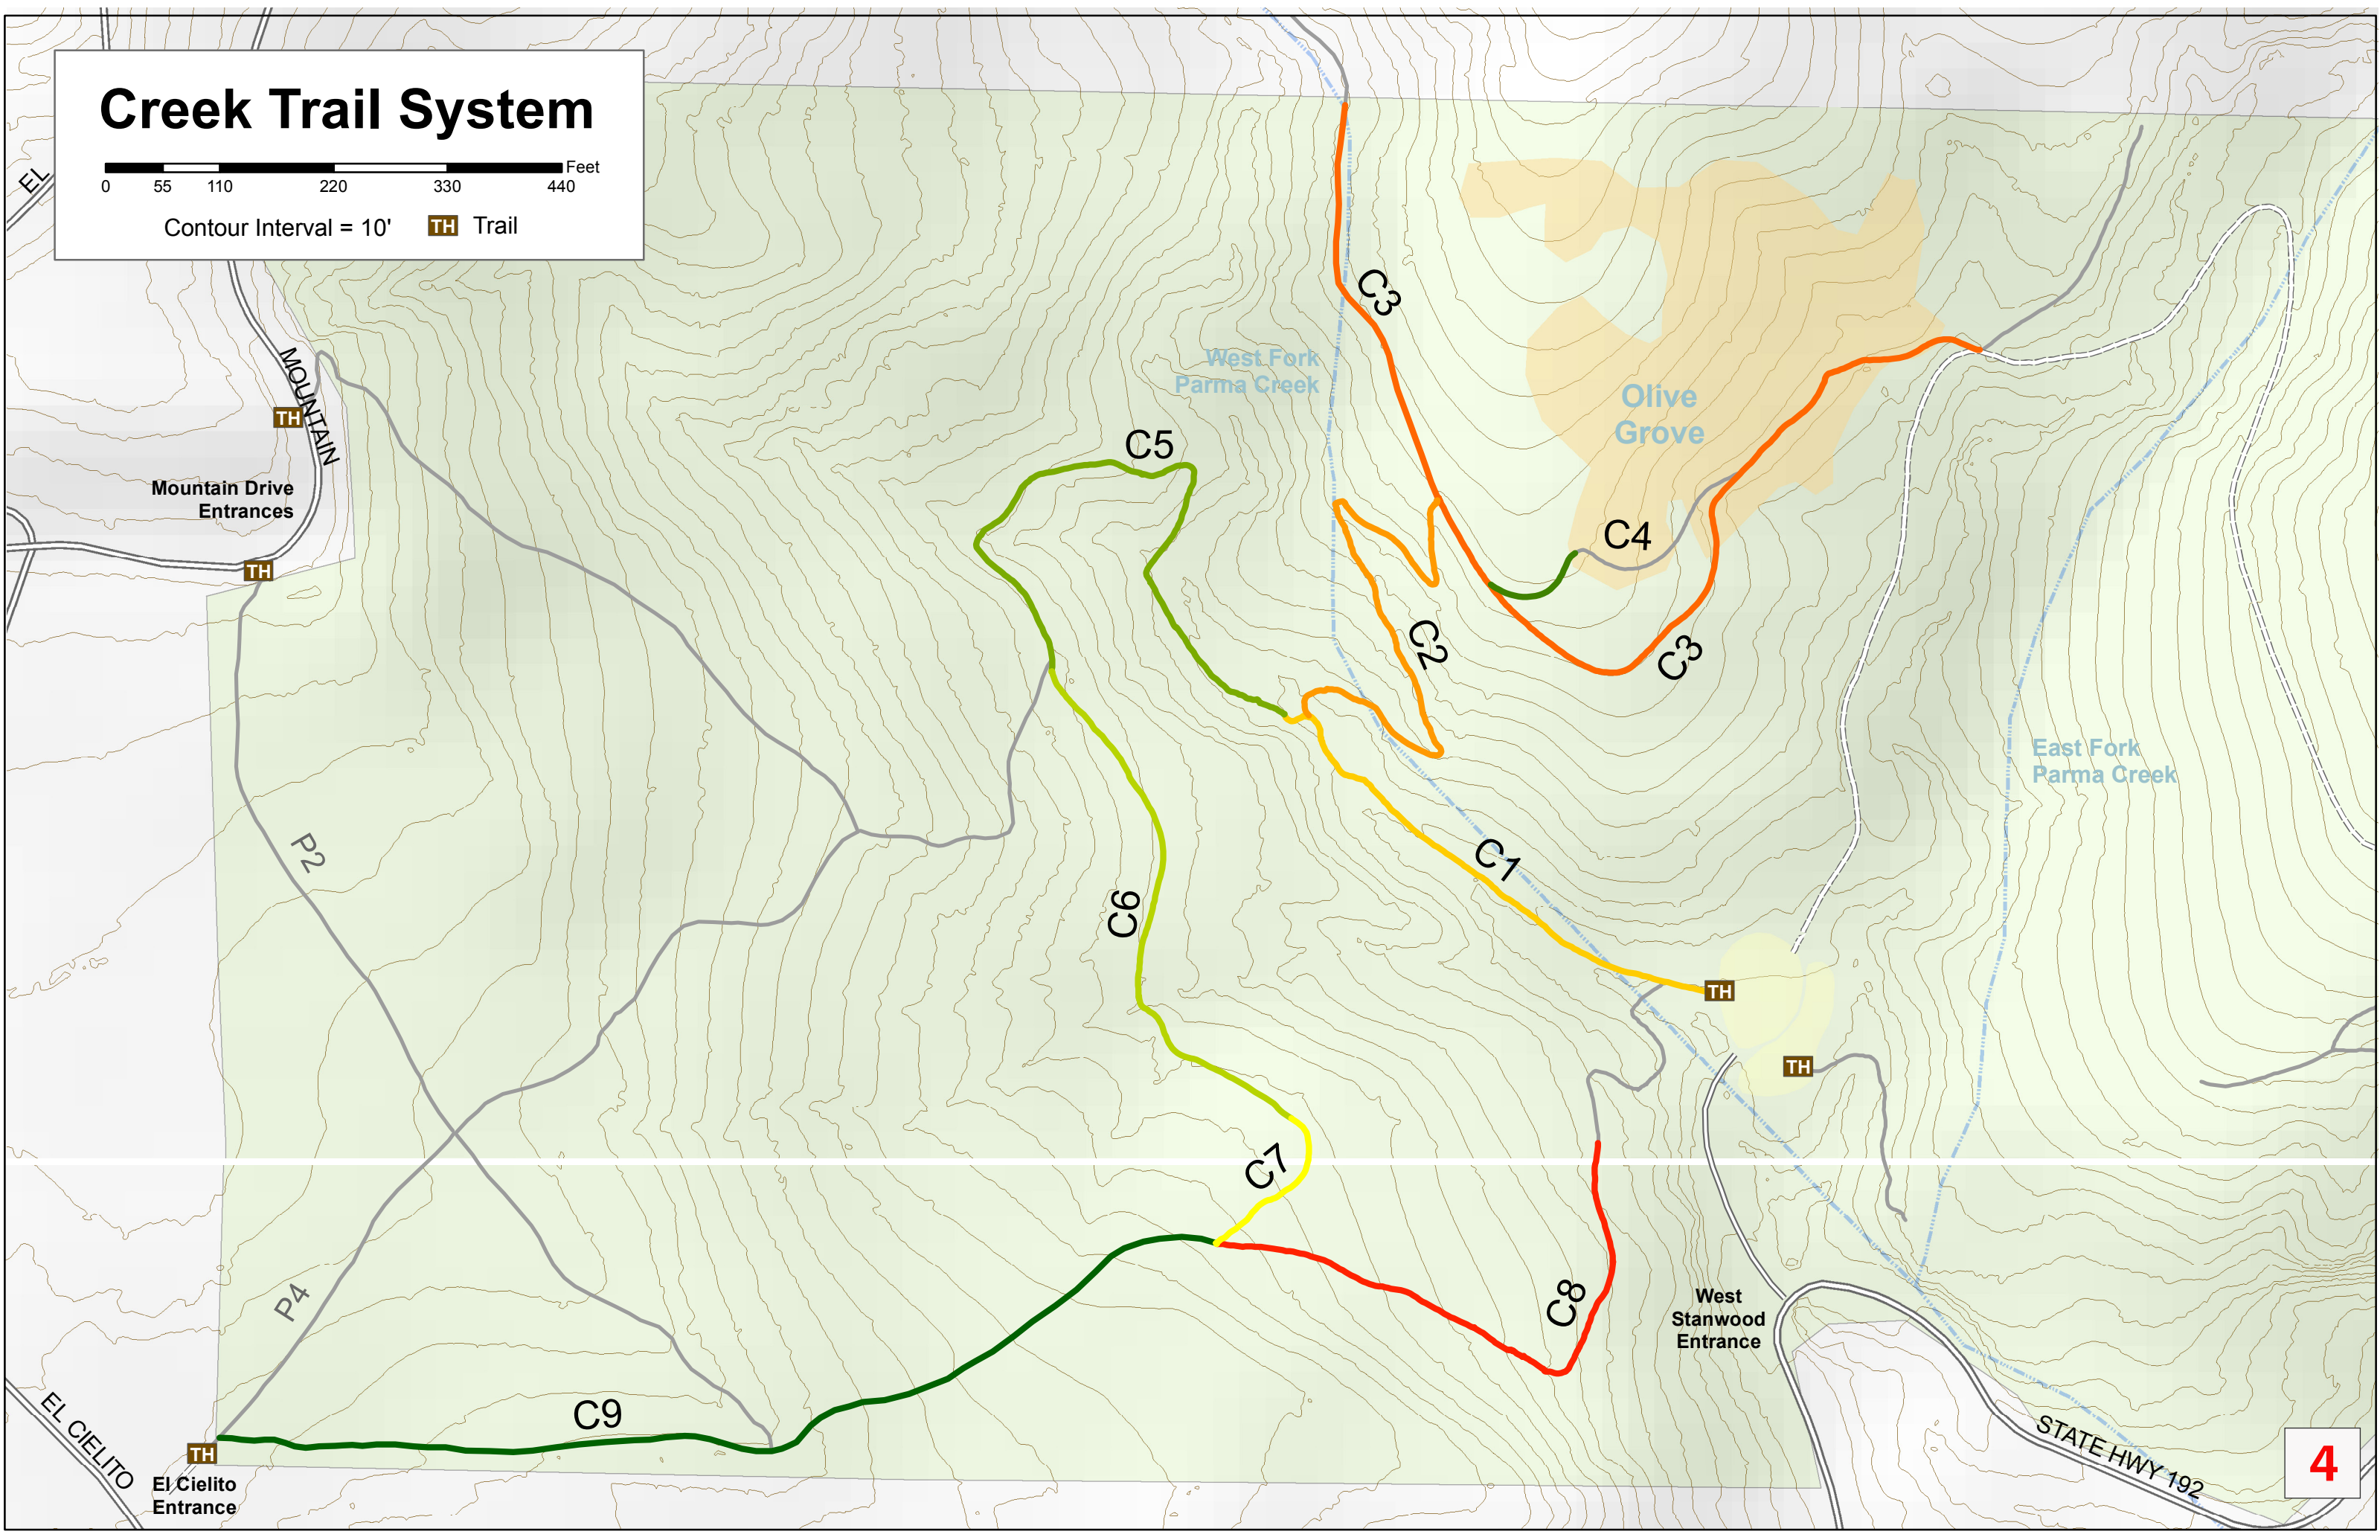 Creek Trail System
Feet
0 55 110 220 330 440
Contour Interval = 10' TH Trail
EL
MOUNTAIN
TH
Mountain Drive
Entrances
TH
C3
West Fork
Parma Creek
Olive
Grove
C5
C4
C2
C3
East Fork
Parma Creek
P2
C1
C6
TH
TH
C7
P4
C8
West
Stanwood
Entrance
C9
EL CIELITO
TH
El Cielito
Entrance
STATE HWY 192
4